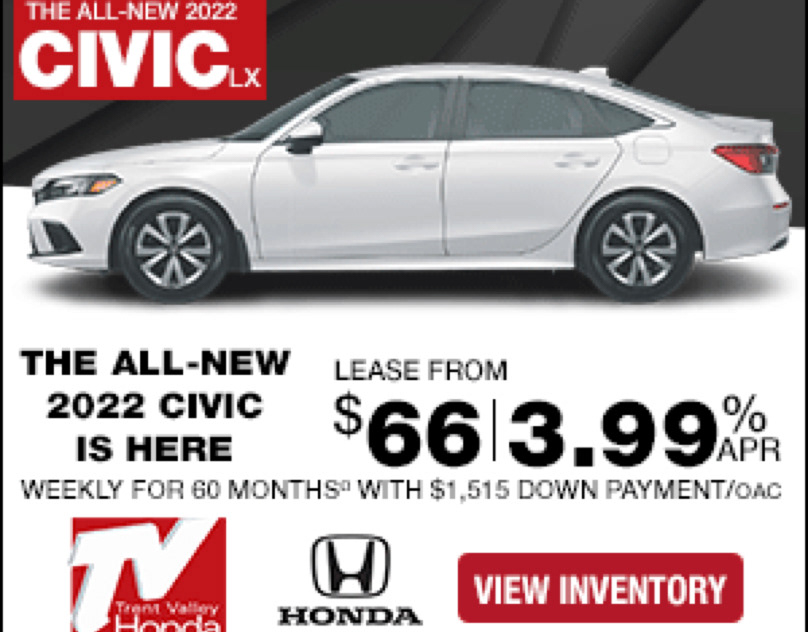 THE ALL-NEW 2022
CIVIC LX
THE ALL-NEW
2022 CIVIC
IS HERE
LEASE FROM
$66 | 3.99% APR
WEEKLY FOR 60 MONTHSΩ WITH $1,515 DOWN PAYMENT/OAC
TV
Trent Valley
Honda
HONDA
VIEW INVENTORY